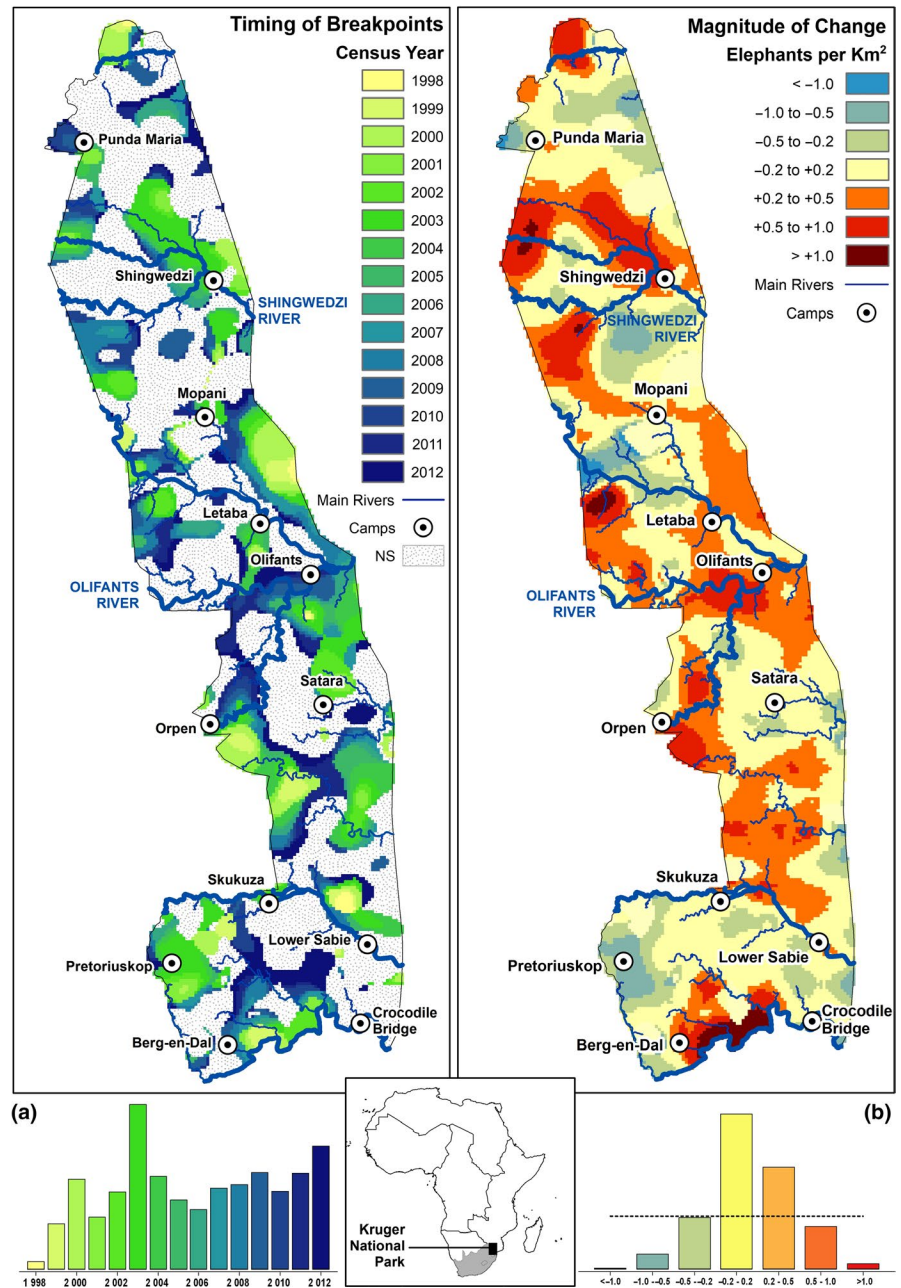 Timing of Breakpoints
Census Year
1998
1999
2000
2001
2002
2003
2004
2005
2006
2007
2008
2009
2010
2011
2012
Main Rivers
Camps
NS
Punda Maria
Shingwedzi
SHINGWEDZI
RIVER
Mopani
Letaba
Olifants
OLIFANTS
RIVER
Satara
Orpen
Skukuza
Lower Sabie
Pretoriuskop
Crocodile
Bridge
Berg-en-Dal
Magnitude of Change
Elephants per Km²
< −1.0
−1.0 to −0.5
−0.5 to −0.2
−0.2 to +0.2
+0.2 to +0.5
+0.5 to +1.0
> +1.0
Main Rivers
Camps
Punda Maria
Shingwedzi
SHINGWEDZI
RIVER
Mopani
Letaba
Olifants
OLIFANTS
RIVER
Satara
Orpen
Skukuza
Lower Sabie
Pretoriuskop
Crocodile
Bridge
Berg-en-Dal
(a)
1998 2 000 2 002 2 004 2 006 2 008 2 010 2 012
Kruger
National
Park
(b)
<−1.0 −1.0 −−0.5 −0.5 −−0.2 −0.2 −0.2 0.2 - 0.5 0.5 - 1.0 >1.0